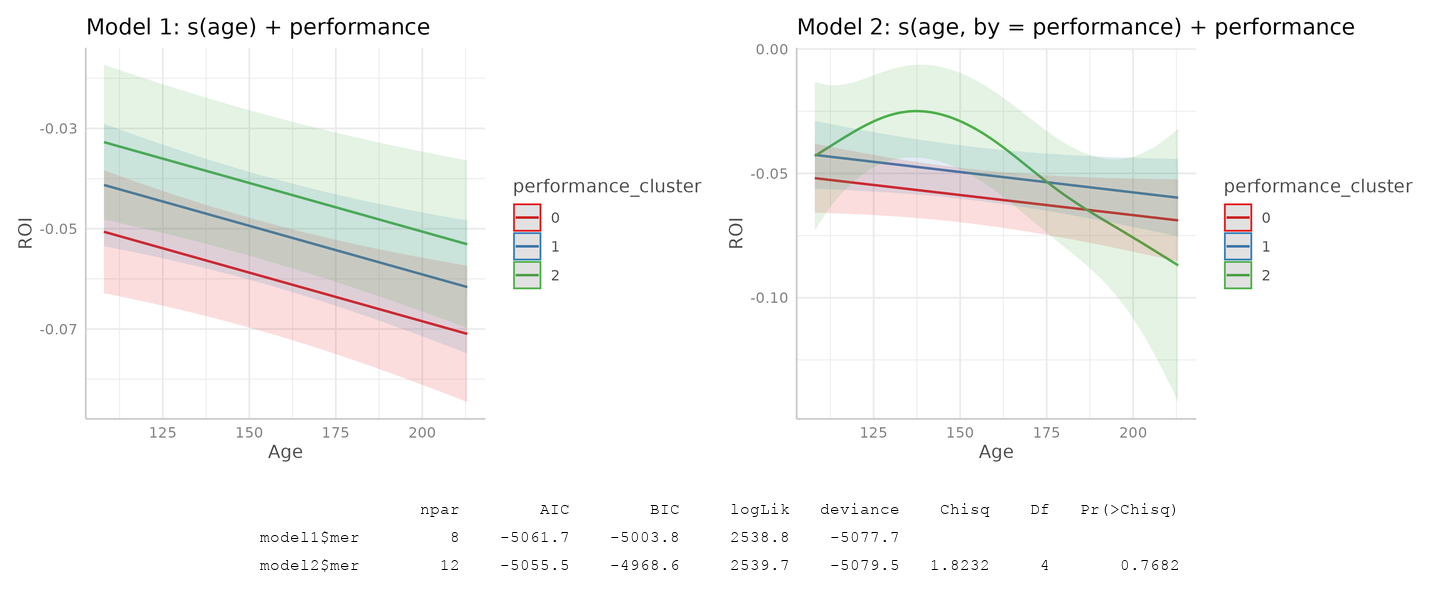 Model 1: s(age) + performance
-0.03
-0.05
-0.07
ROI
125 150 175 200
Age
performance_cluster
0
1
2
Model 2: s(age, by = performance) + performance
0.00
-0.05
-0.10
ROI
125 150 175 200
Age
performance_cluster
0
1
2
npar AIC BIC logLik deviance Chisq Df Pr(>Chisq)
model1$mer 8 -5061.7 -5003.8 2538.8 -5077.7
model2$mer 12 -5055.5 -4968.6 2539.7 -5079.5 1.8232 4 0.7682